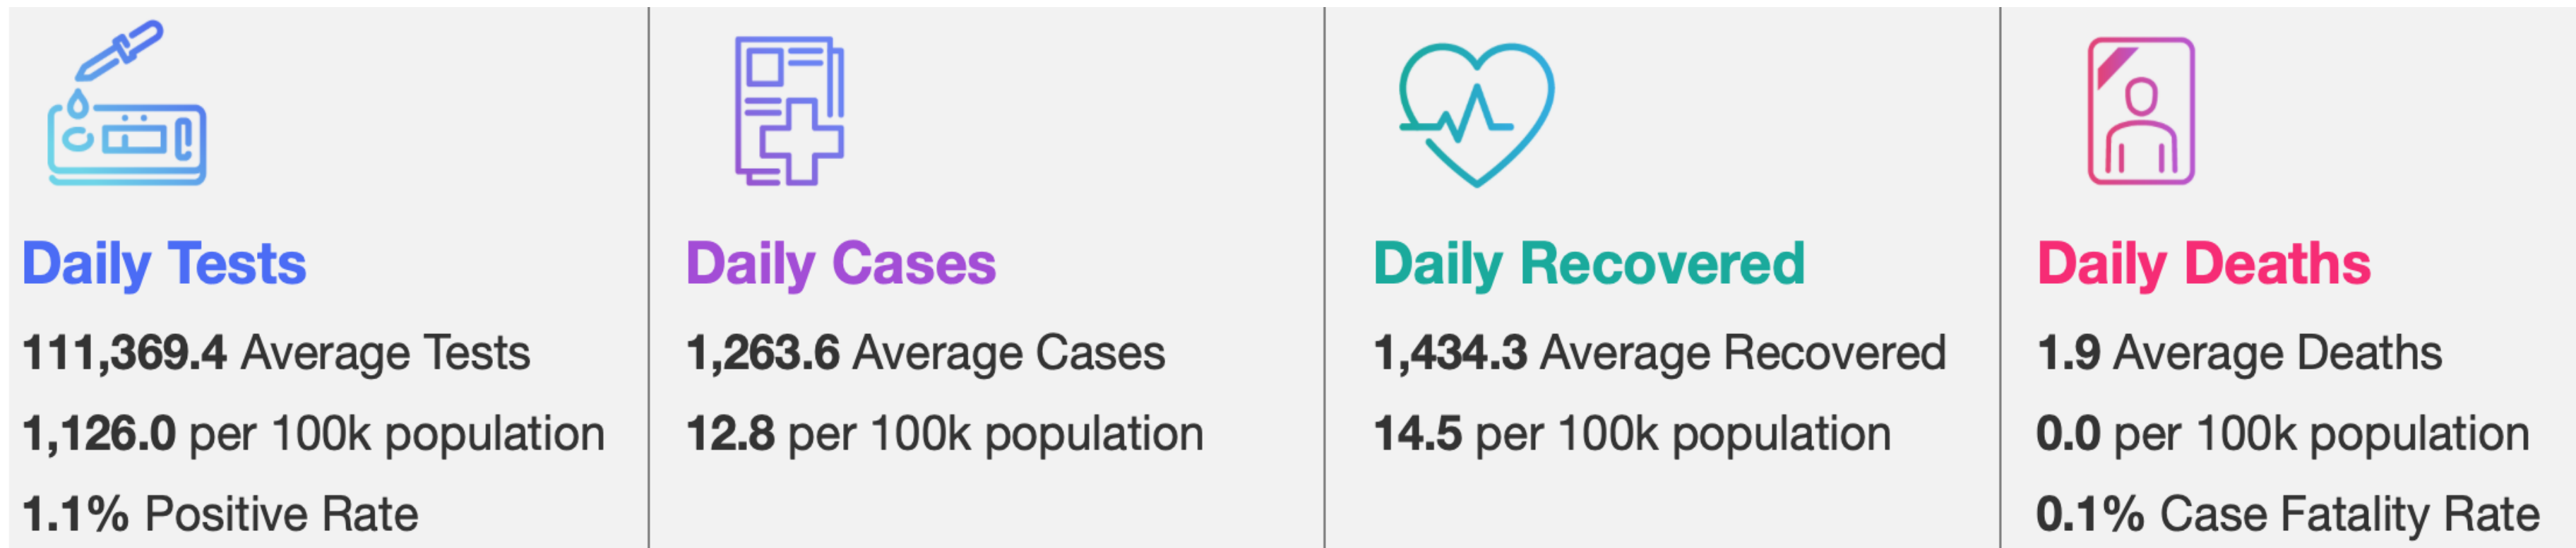 Daily Tests
111,369.4 Average Tests
1,126.0 per 100k population
1.1% Positive Rate
Daily Cases
1,263.6 Average Cases
12.8 per 100k population
Daily Recovered
1,434.3 Average Recovered
14.5 per 100k population
Daily Deaths
1.9 Average Deaths
0.0 per 100k population
0.1% Case Fatality Rate